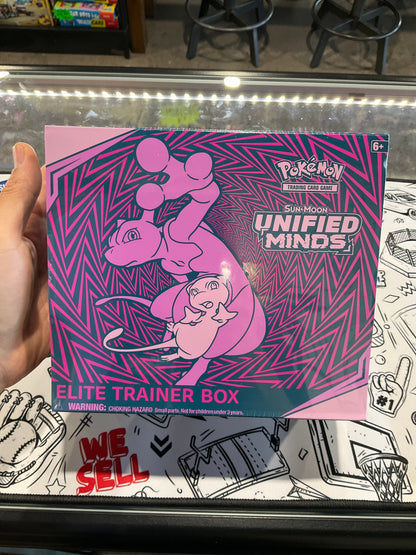 6+
Pokémon
TRADING CARD GAME
SUN & MOON
UNIFIED
MINDS
ELITE TRAINER BOX
WARNING: CHOKING HAZARD Small parts. Not for children under 3 years.
#1
WE
SELL